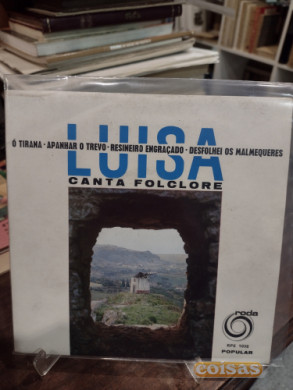 LUISA
Ó TIRANA - APANHAR O TREVO - RESINEIRO ENGRAÇADO - DESFOLHEI OS MALMEQUERES
CANTA FOLCLORE
roda
POPULAR
coisas